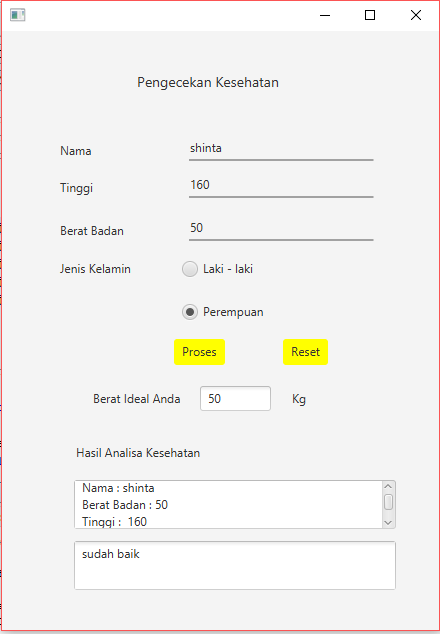 Pengecekan Kesehatan
Nama shinta
Tinggi 160
Berat Badan 50
Jenis Kelamin Laki - laki
Perempuan
Proses Reset
Berat Ideal Anda 50 Kg
Hasil Analisa Kesehatan
Nama : shinta
Berat Badan : 50
Tinggi : 160
sudah baik